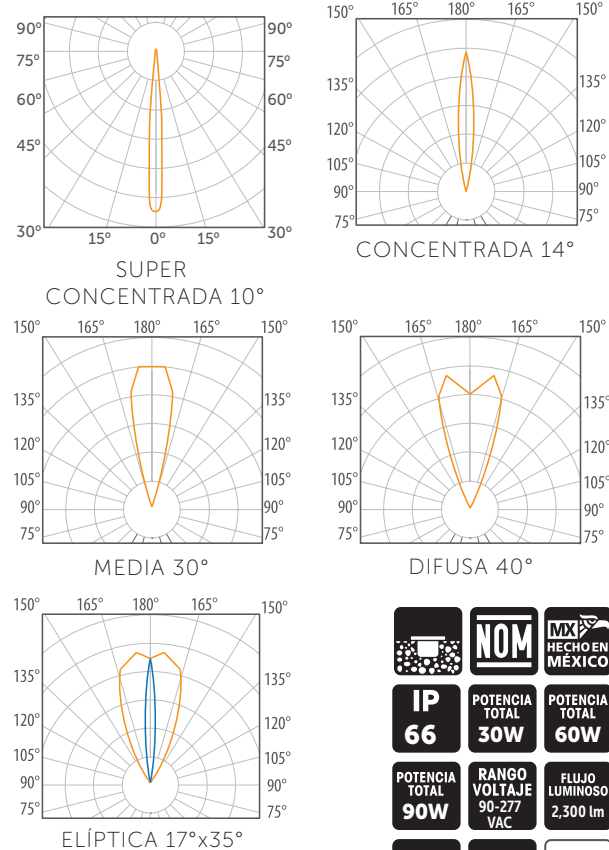 90° 90°
75° 75°
60° 60°
45° 45°
30° 15° 0° 15° 30°
SUPER
CONCENTRADA 10°
150° 165° 180° 165° 150°
135° 135°
120° 120°
105° 105°
90° 90°
75° 75°
CONCENTRADA 14°
150° 165° 180° 165° 150°
135° 135°
120° 120°
105° 105°
90° 90°
75° 75°
MEDIA 30°
150° 165° 180° 165° 150°
135° 135°
120° 120°
105° 105°
90° 90°
75° 75°
DIFUSA 40°
150° 165° 180° 165° 150°
135° 135°
120° 120°
105° 105°
90° 90°
75° 75°
ELÍPTICA 17°x35°
NOM
MX
HECHO EN
MÉXICO
IP
66
POTENCIA
TOTAL
30W
POTENCIA
TOTAL
60W
POTENCIA
TOTAL
90W
RANGO
VOLTAJE
90-277
VAC
FLUJO
LUMINOSO
2,300 lm